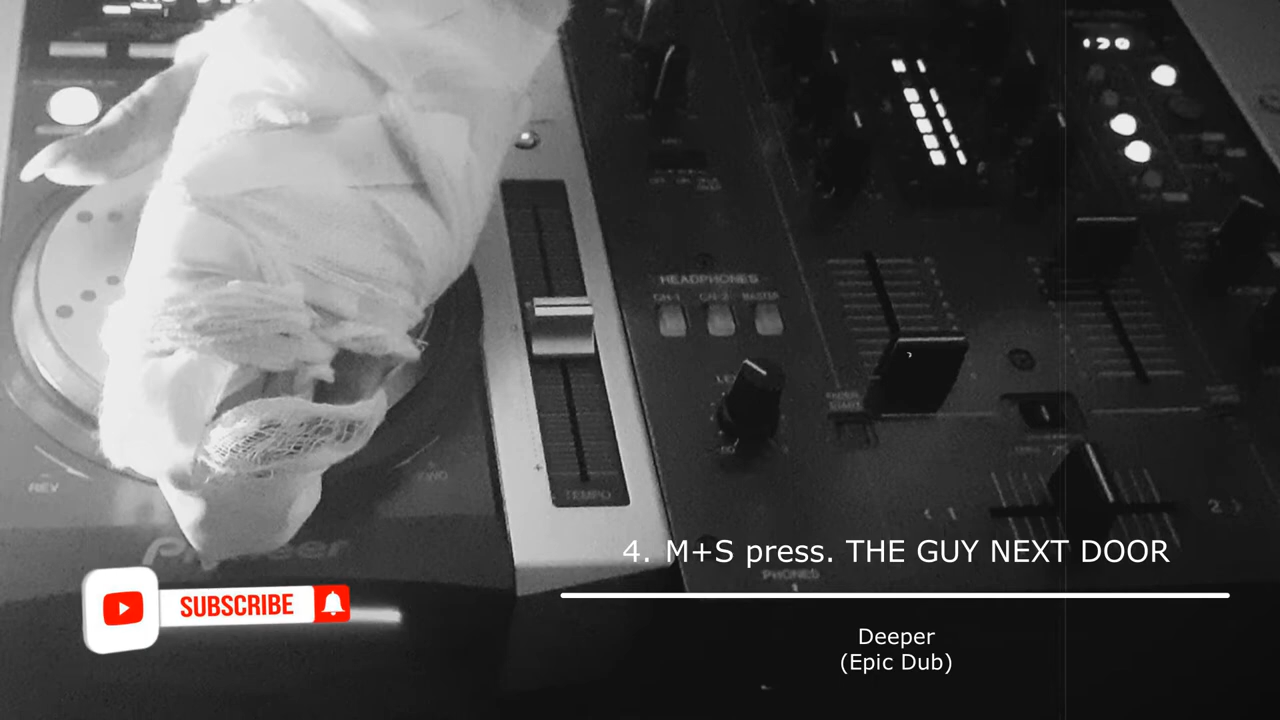 HEADPHONES
CH-1 CH-2 MASTER
REV
TEMPO
Pioneer
4. M+S press. THE GUY NEXT DOOR
PHONES
SUBSCRIBE
Deeper
(Epic Dub)